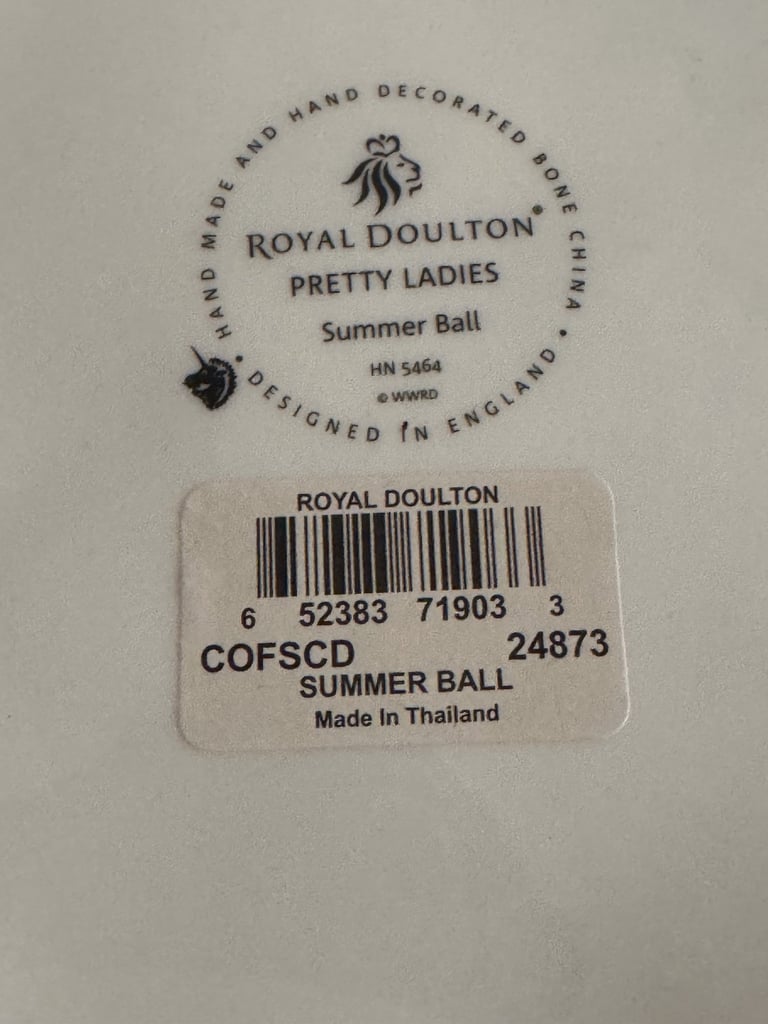 HAND MADE AND HAND DECORATED BONE CHINA •
DESIGNED IN ENGLAND •
ROYAL DOULTON®
PRETTY LADIES
Summer Ball
HN 5464
© WWRD
ROYAL DOULTON
6 52383 71903 3
COFSCD 24873
SUMMER BALL
Made In Thailand